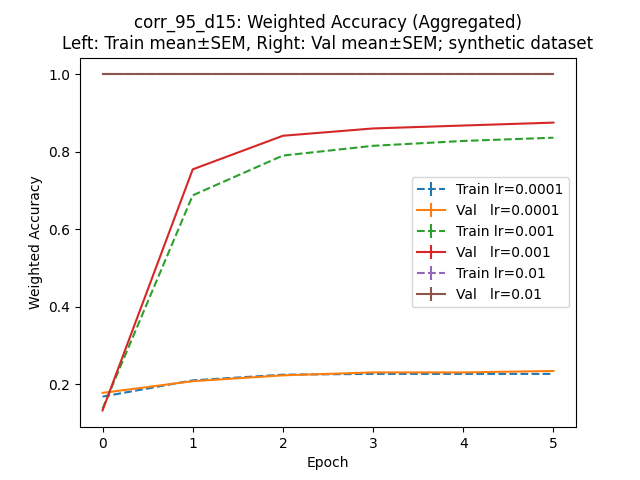 corr_95_d15: Weighted Accuracy (Aggregated)
Left: Train mean±SEM, Right: Val mean±SEM; synthetic dataset
1.0
0.8
0.6
0.4
0.2
Weighted Accuracy
Train lr=0.0001
Val lr=0.0001
Train lr=0.001
Val lr=0.001
Train lr=0.01
Val lr=0.01
0 1 2 3 4 5
Epoch